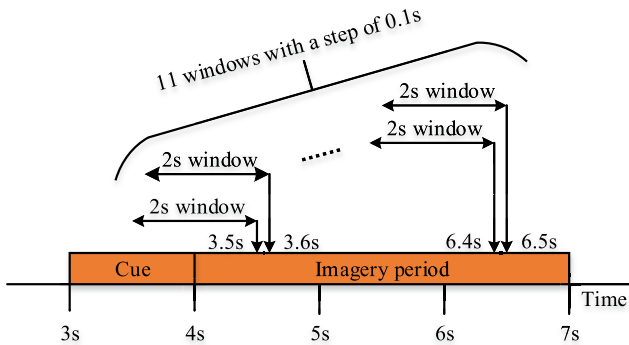 11 windows with a step of 0.1s
2s window
2s window
2s window
2s window
3.5s 3.6s 6.4s 6.5s
Cue Imagery period
Time
3s 4s 5s 6s 7s